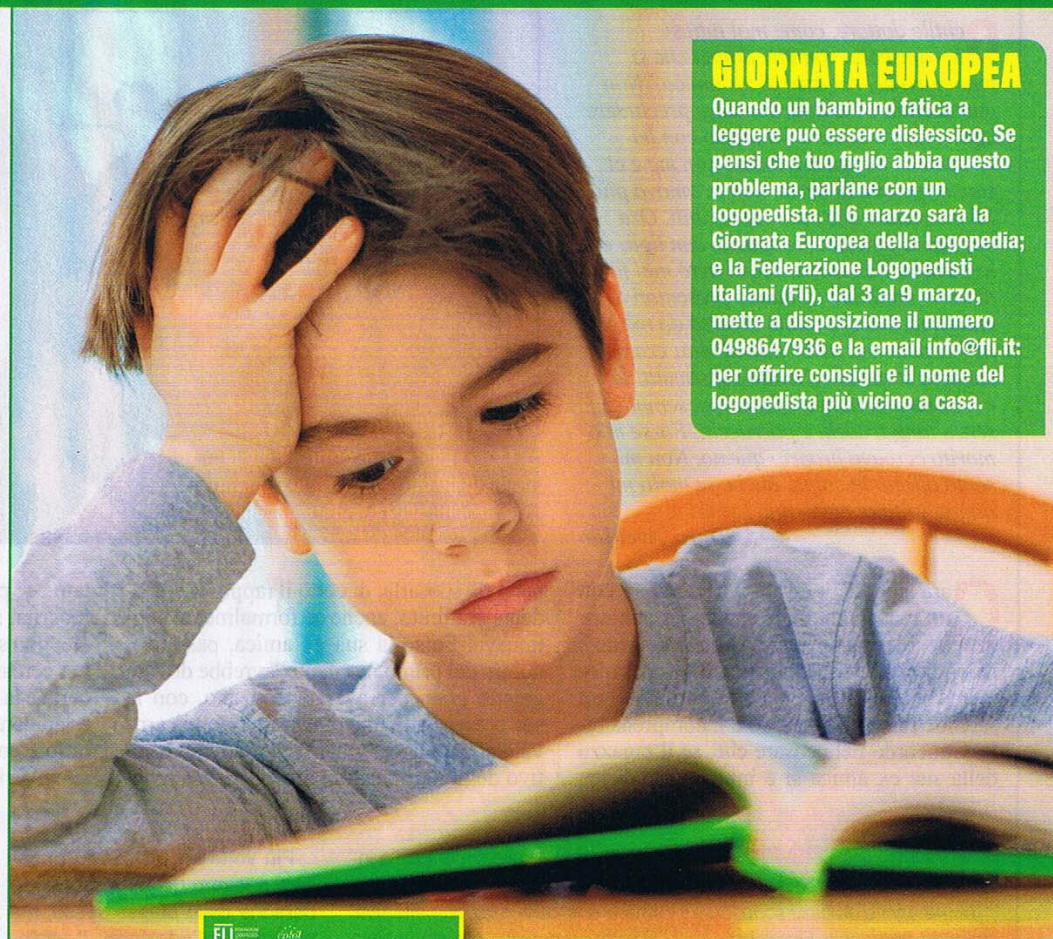 GIORNATA EUROPEA
Quando un bambino fatica a
leggere può essere dislessico. Se
pensi che tuo figlio abbia questo
problema, parlane con un
logopedista. Il 6 marzo sarà la
Giornata Europea della Logopedia;
e la Federazione Logopedisti
Italiani (Fli), dal 3 al 9 marzo,
mette a disposizione il numero
0498647936 e la email info@fli.it:
per offrire consigli e il nome del
logopedista più vicino a casa.
FLI
cplol